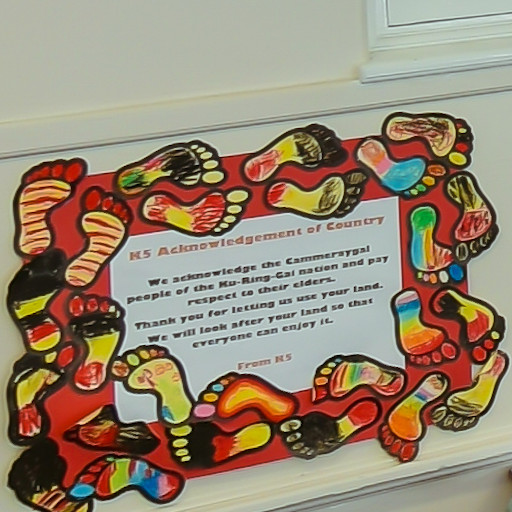 K5 Acknowledgement of Country
We acknowledge the Cammeraygal
people of the Ku-Ring-Gai nation and pay
respect to their elders.
Thank you for letting us use your land.
We will look after your land so that
everyone can enjoy it.
From K5